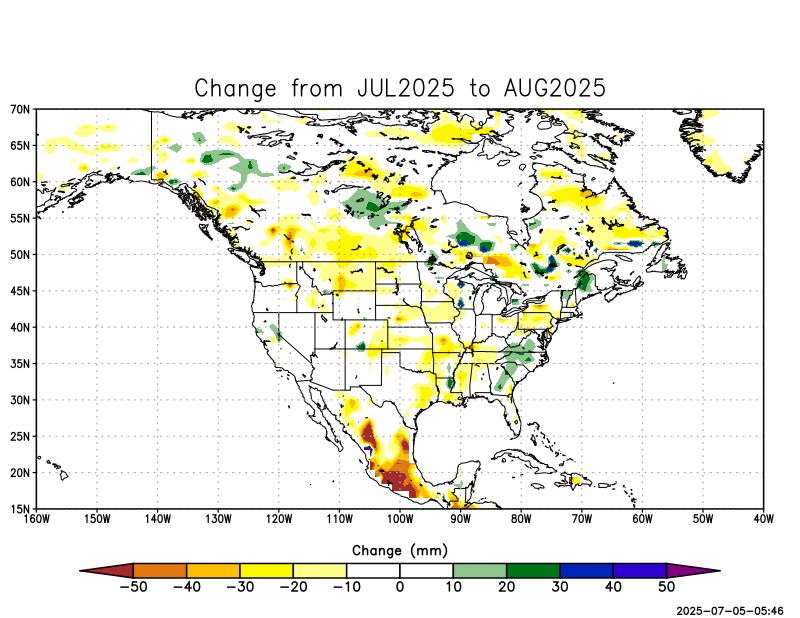 Change from JUL2025 to AUG2025
70N
65N
60N
55N
50N
45N
40N
35N
30N
25N
20N
15N
160W 150W 140W 130W 120W 110W 100W 90W 80W 70W 60W 50W 40W
Change (mm)
−50 −40 −30 −20 −10 0 10 20 30 40 50
2025-07-05-05:46